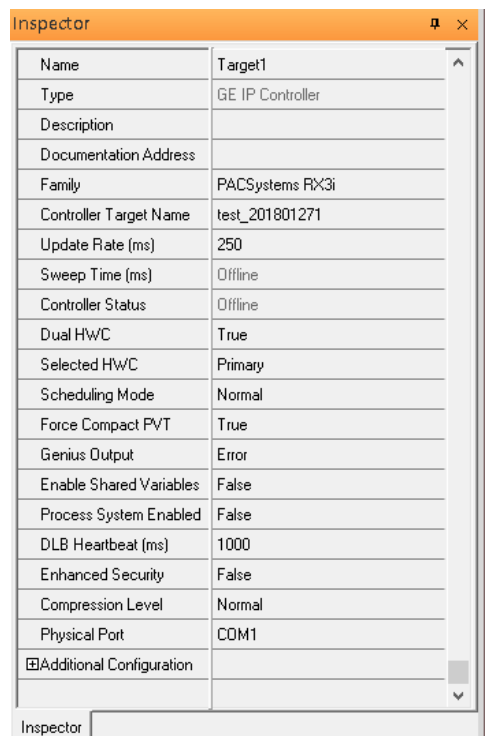 Inspector
Name Target1
Type GE IP Controller
Description
Documentation Address
Family PACSystems RX3i
Controller Target Name test_201801271
Update Rate (ms) 250
Sweep Time (ms) Offline
Controller Status Offline
Dual HWC True
Selected HWC Primary
Scheduling Mode Normal
Force Compact PVT True
Genius Output Error
Enable Shared Variables False
Process System Enabled False
DLB Heartbeat (ms) 1000
Enhanced Security False
Compression Level Normal
Physical Port COM1
Additional Configuration
Inspector